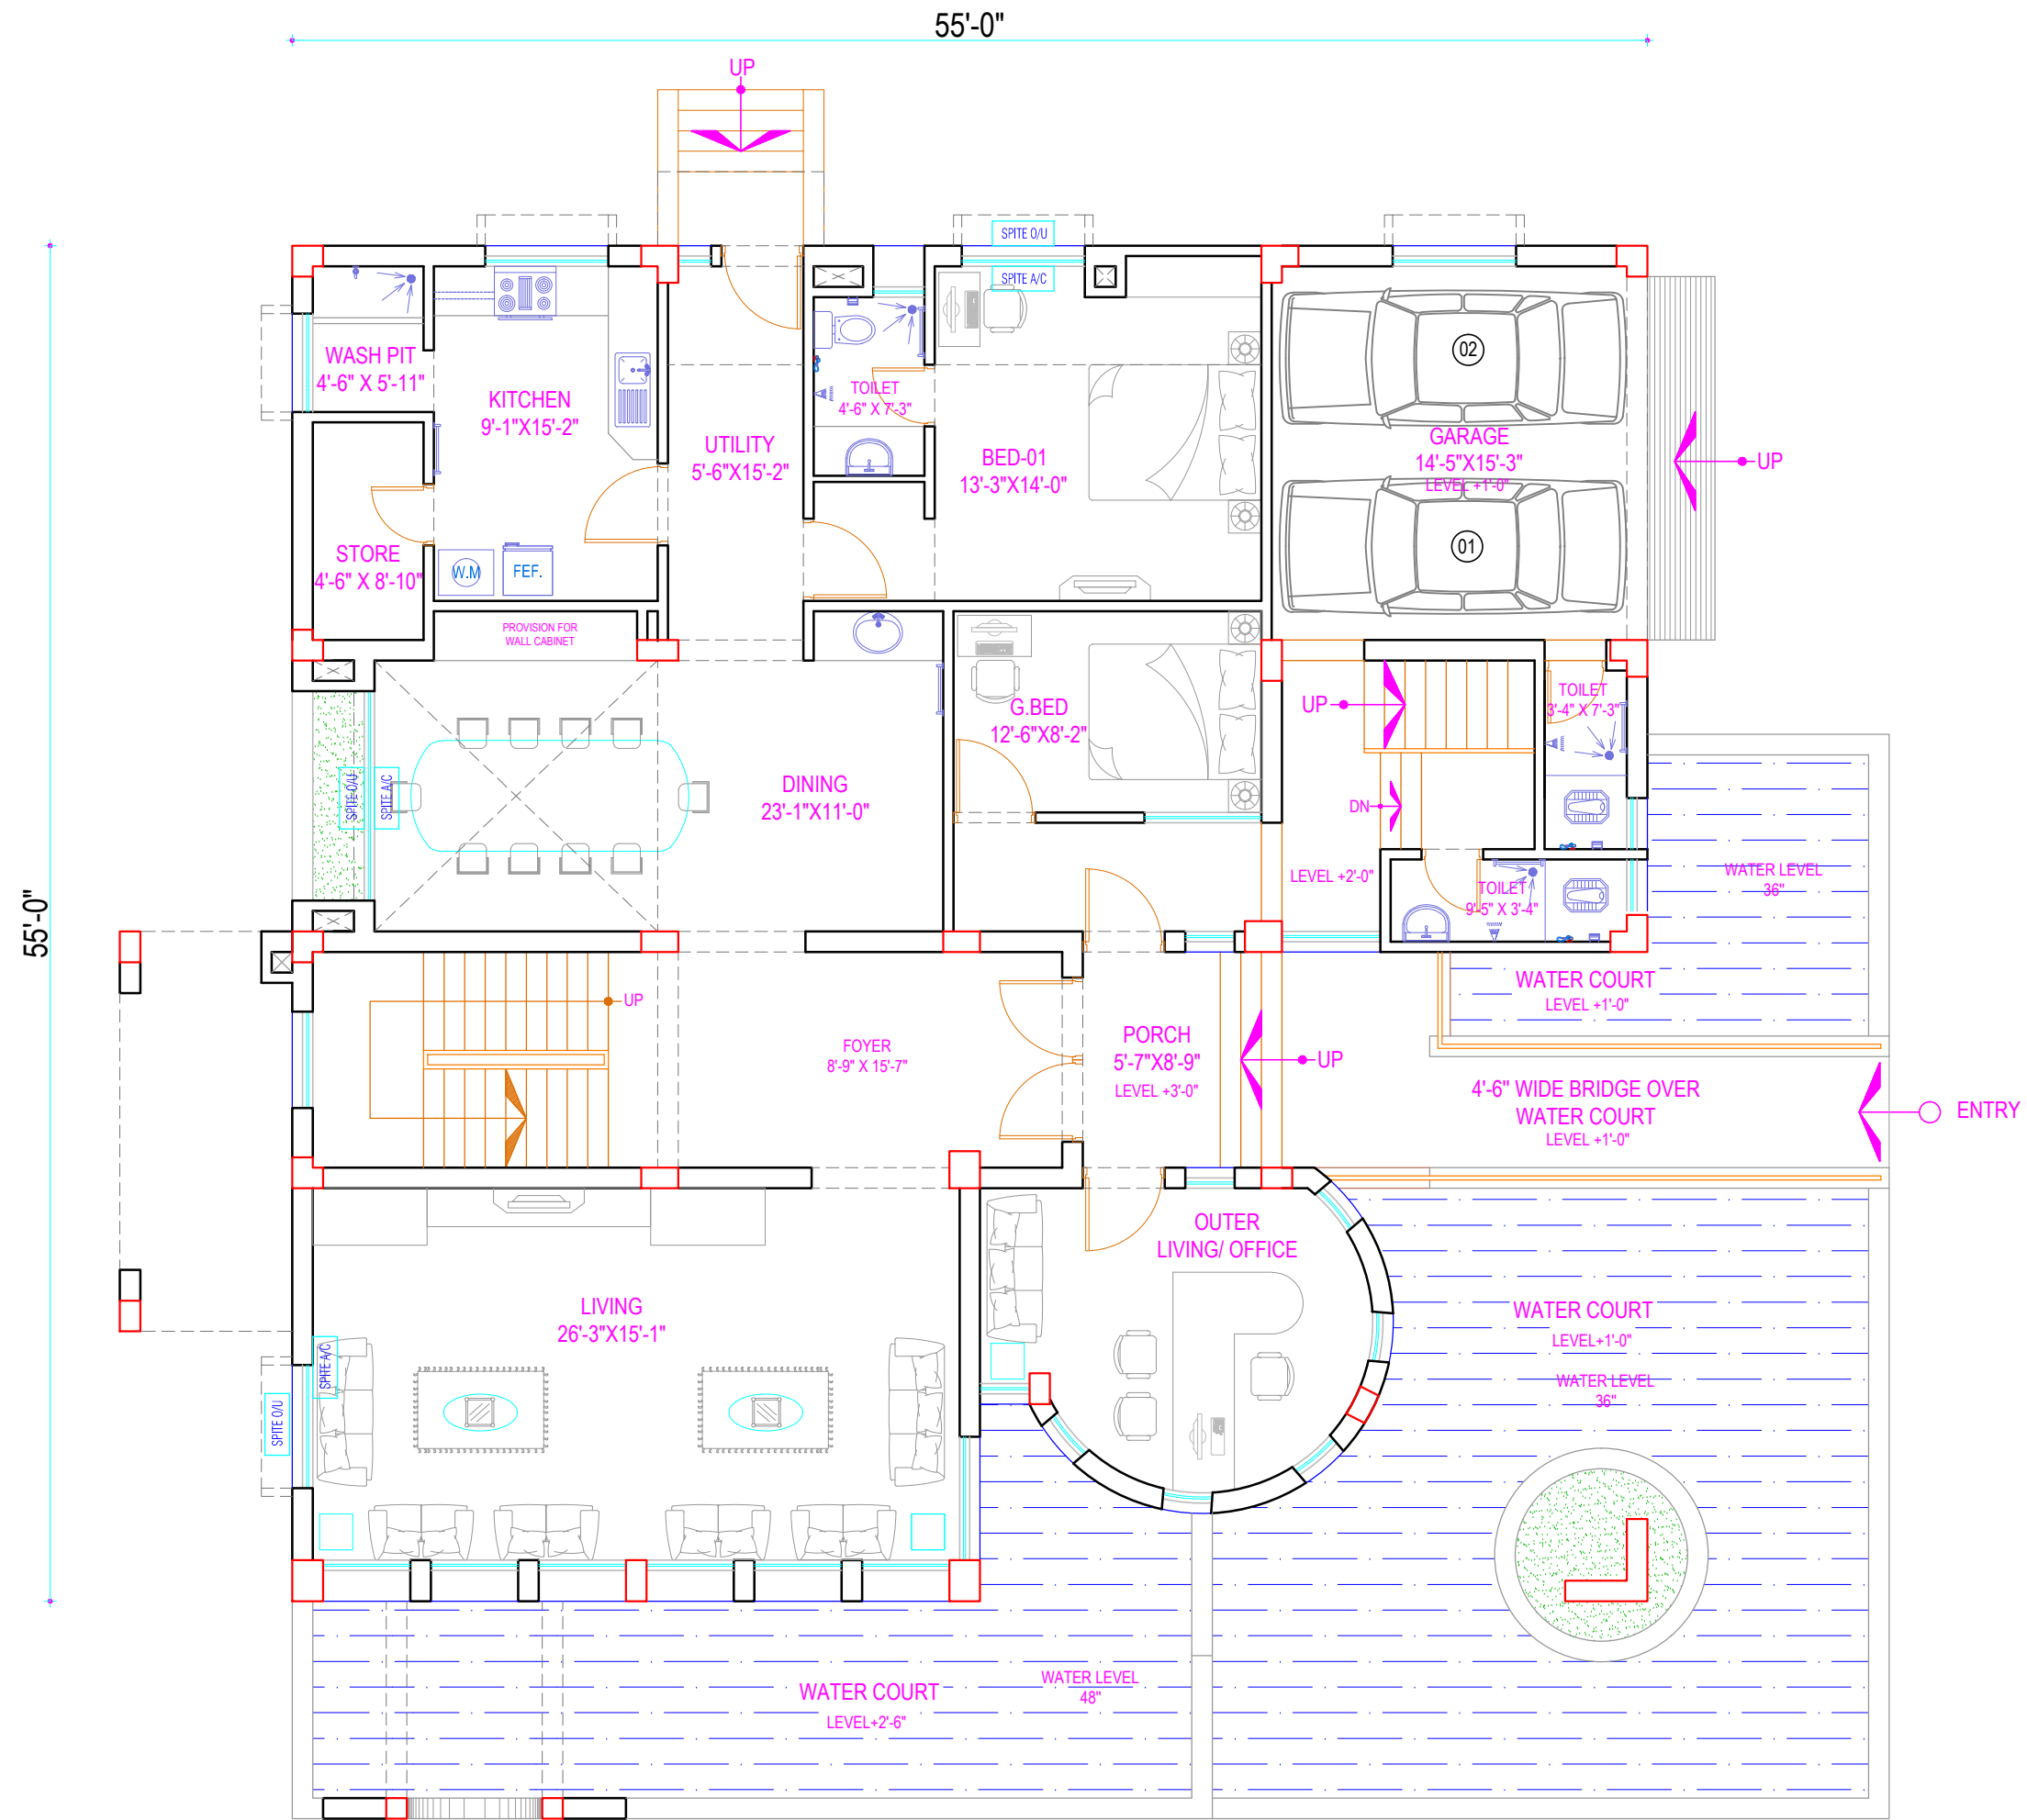 55'-0"
UP
SPITE O/U
SPITE A/C
WASH PIT
4'-6" X 5'-11"
KITCHEN
9'-1"X15'-2"
UTILITY
5'-6"X15'-2"
TOILET
4'-6" X 7'-3"
BED-01
13'-3"X14'-0"
02
GARAGE
14'-5"X15'-3"
LEVEL +1'-0"
UP
01
STORE
4'-6" X 8'-10"
W.M
FEF.
PROVISION FOR
WALL CABINET
G.BED
12'-6"X8'-2"
UP
TOILET
3'-4" X 7'-3"
DINING
23'-1"X11'-0"
SPITE O/U
SPITE A/C
DN
LEVEL +2'-0"
TOILET
9'-5" X 3'-4"
WATER LEVEL
36"
55'-0"
WATER COURT
LEVEL +1'-0"
UP
FOYER
8'-9" X 15'-7"
PORCH
5'-7"X8'-9"
LEVEL +3'-0"
UP
4'-6" WIDE BRIDGE OVER
WATER COURT
LEVEL +1'-0"
ENTRY
OUTER
LIVING/ OFFICE
LIVING
26'-3"X15'-1"
SPITE A/C
SPITE O/U
WATER COURT
LEVEL+1'-0"
WATER LEVEL
36"
WATER COURT
LEVEL+2'-6"
WATER LEVEL
48"